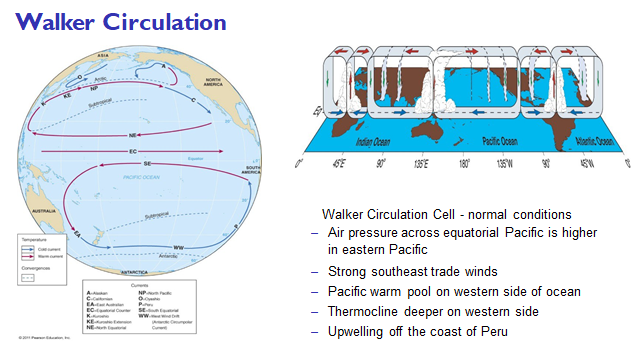 Walker Circulation
ASIA
NORTH AMERICA
O
Arctic
A
K
KE
NP
Subtropical
C
NE
EC
Equator
SE
SOUTH AMERICA
PACIFIC OCEAN
AUSTRALIA
Subtropical
EA
P
WW
Antarctic
ANTARCTICA
Temperature
Cold current
Warm current
Convergences
Currents
A=Alaskan
C=Californian
EA=East Australian
EC=Equatorial Counter
K=Kuroshio
KE=Kuroshio Extension
NE=North Equatorial
NP=North Pacific
O=Oyashio
P=Peru
SE=South Equatorial
WW=West Wind Drift
(Antarctic Circumpolar
Current)
© 2011 Pearson Education, Inc.
Indian Ocean
Pacific Ocean
Atlantic Ocean
0°
45°E
90°
135°E
180°
135°W
90°
45°W
0°
Walker Circulation Cell - normal conditions
– Air pressure across equatorial Pacific is higher
in eastern Pacific
– Strong southeast trade winds
– Pacific warm pool on western side of ocean
– Thermocline deeper on western side
– Upwelling off the coast of Peru